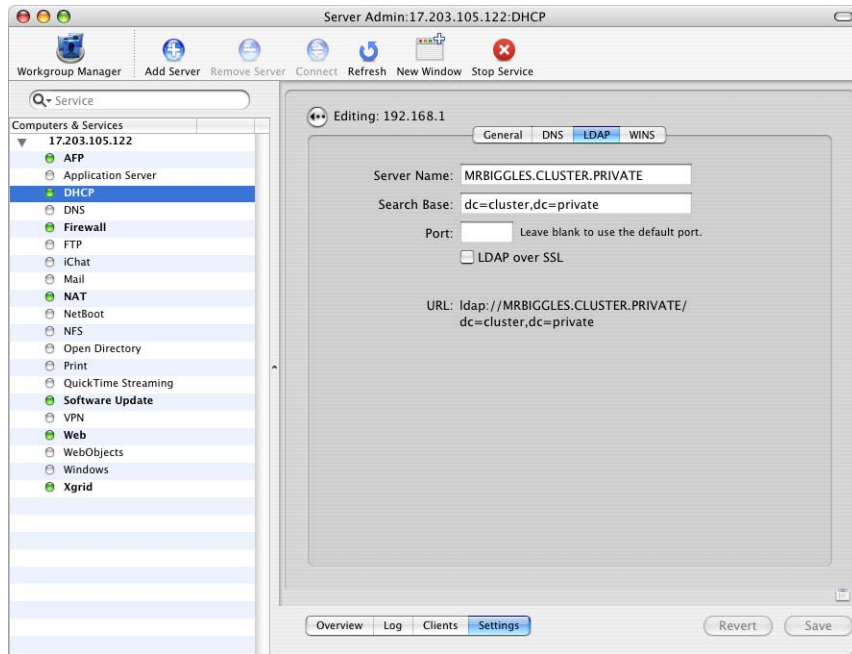 Server Admin:17.203.105.122:DHCP
Workgroup Manager Add Server Remove Server Connect Refresh New Window Stop Service
Service
Computers & Services
17.203.105.122
AFP
Application Server
DHCP
DNS
Firewall
FTP
iChat
Mail
NAT
NetBoot
NFS
Open Directory
Print
QuickTime Streaming
Software Update
VPN
Web
WebObjects
Windows
Xgrid
Editing: 192.168.1
General DNS LDAP WINS
Server Name: MRBIGGLES.CLUSTER.PRIVATE
Search Base: dc=cluster,dc=private
Port: Leave blank to use the default port.
LDAP over SSL
URL: ldap://MRBIGGLES.CLUSTER.PRIVATE/
dc=cluster,dc=private
Overview Log Clients Settings
Revert Save